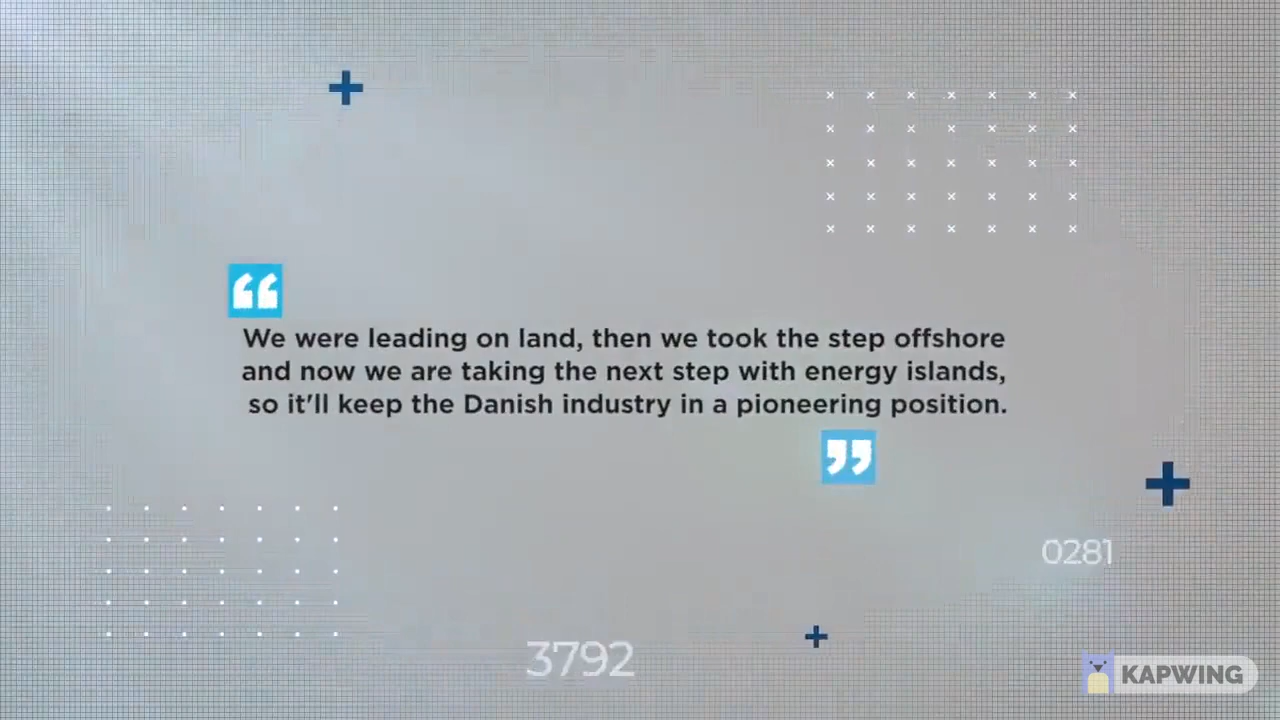 We were leading on land, then we took the step offshore
and now we are taking the next step with energy islands,
so it'll keep the Danish industry in a pioneering position.
0281
3792
KAPWING